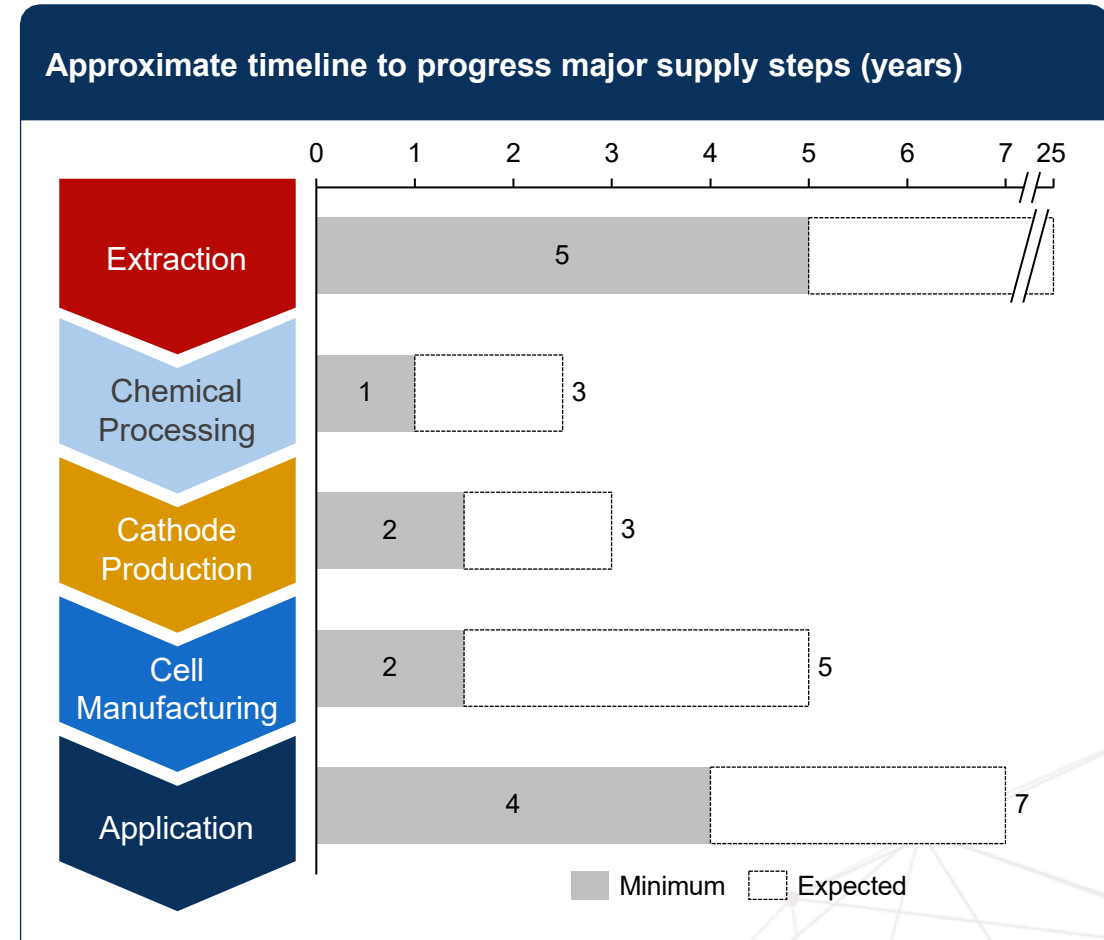 Approximate timeline to progress major supply steps (years)
0 1 2 3 4 5 6 7 25
Extraction
5
Chemical
Processing
1 3
Cathode
Production
2 3
Cell
Manufacturing
2 5
Application
4 7
Minimum Expected